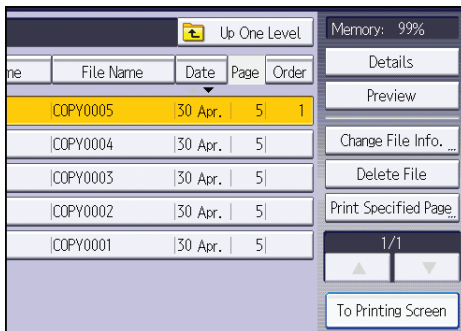 Up One Level
Memory: 99%
me File Name Date Page Order
Details
Preview
COPY0005 30 Apr. 5 1
COPY0004 30 Apr. 5
Change File Info.
COPY0003 30 Apr. 5
Delete File
COPY0002 30 Apr. 5
Print Specified Page
COPY0001 30 Apr. 5
1/1
To Printing Screen